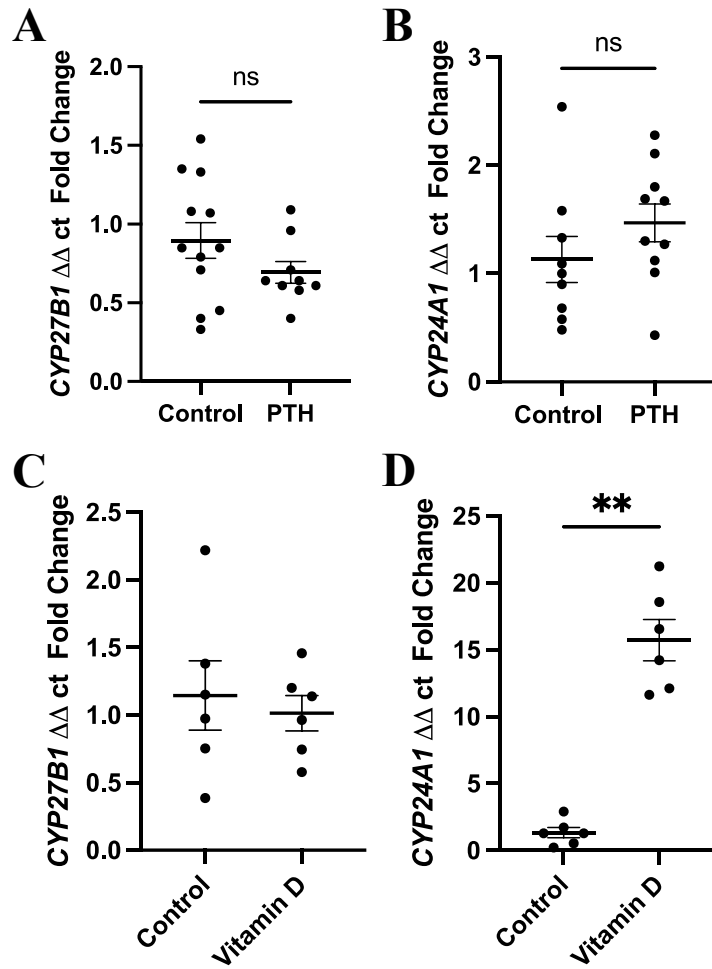 A
CYP27B1 ΔΔ ct Fold Change
2.0
1.5
1.0
0.5
0.0
ns
Control PTH
B
CYP24A1 ΔΔ ct Fold Change
3
2
1
0
ns
Control PTH
C
CYP27B1 ΔΔ ct Fold Change
2.5
2.0
1.5
1.0
0.5
0.0
Control
Vitamin D
D
CYP24A1 ΔΔ ct Fold Change
25
20
15
10
5
0
**
Control
Vitamin D